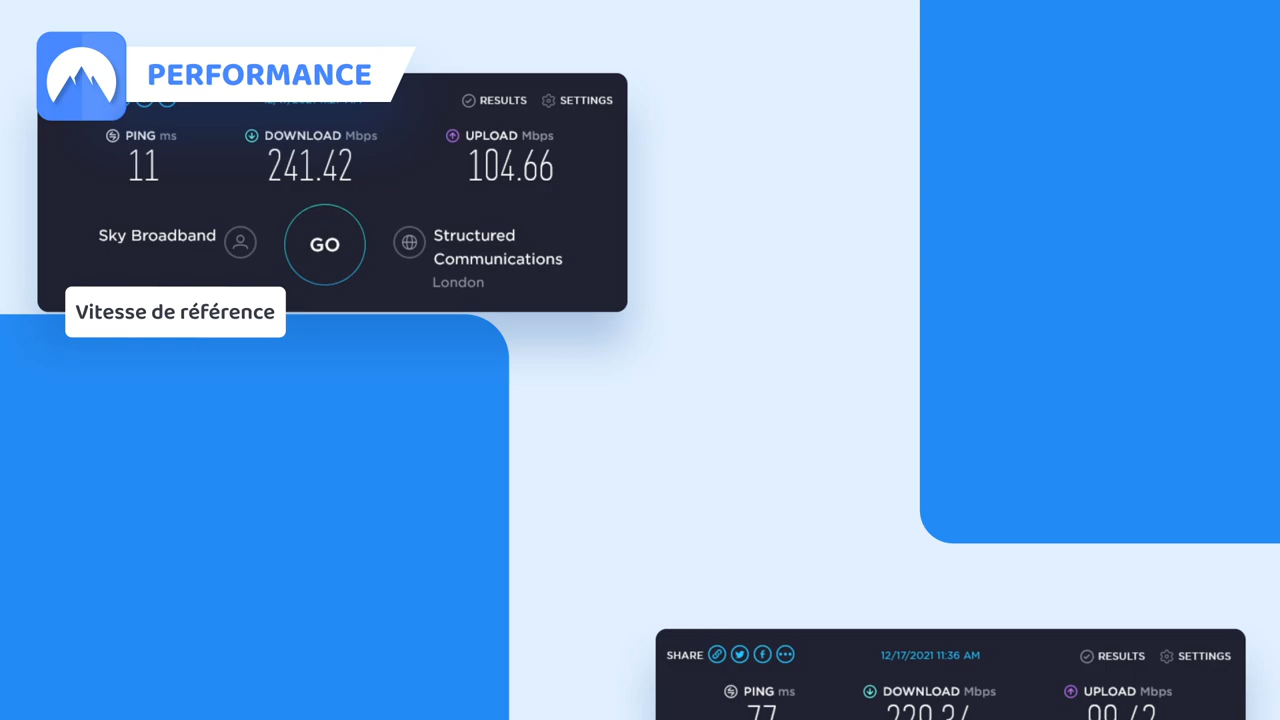 PERFORMANCE
RESULTS SETTINGS
PING ms DOWNLOAD Mbps UPLOAD Mbps
11 241.42 104.66
Sky Broadband GO Structured Communications
London
Vitesse de référence
SHARE 12/17/2021 11:36 AM RESULTS SETTINGS
PING ms DOWNLOAD Mbps UPLOAD Mbps